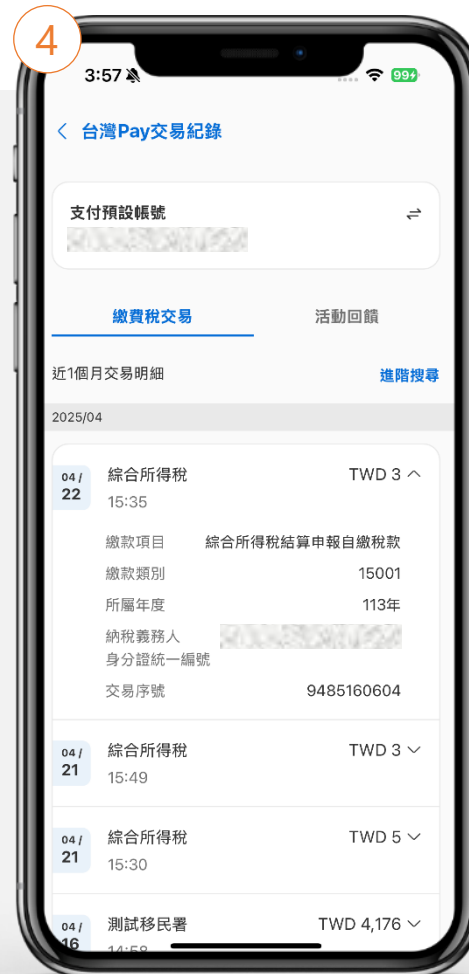 4
3:57
99+
台灣Pay交易紀錄
支付預設帳號
繳費稅交易 活動回饋
近1個月交易明細 進階搜尋
2025/04
04/22 綜合所得稅 TWD 3
15:35
繳款項目 綜合所得稅結算申報自繳稅款
繳款類別 15001
所屬年度 113年
納稅義務人
身分證統一編號
交易序號 9485160604
04/21 綜合所得稅 TWD 3
15:49
04/21 綜合所得稅 TWD 5
15:30
04/16 測試移民署 TWD 4,176
14:58